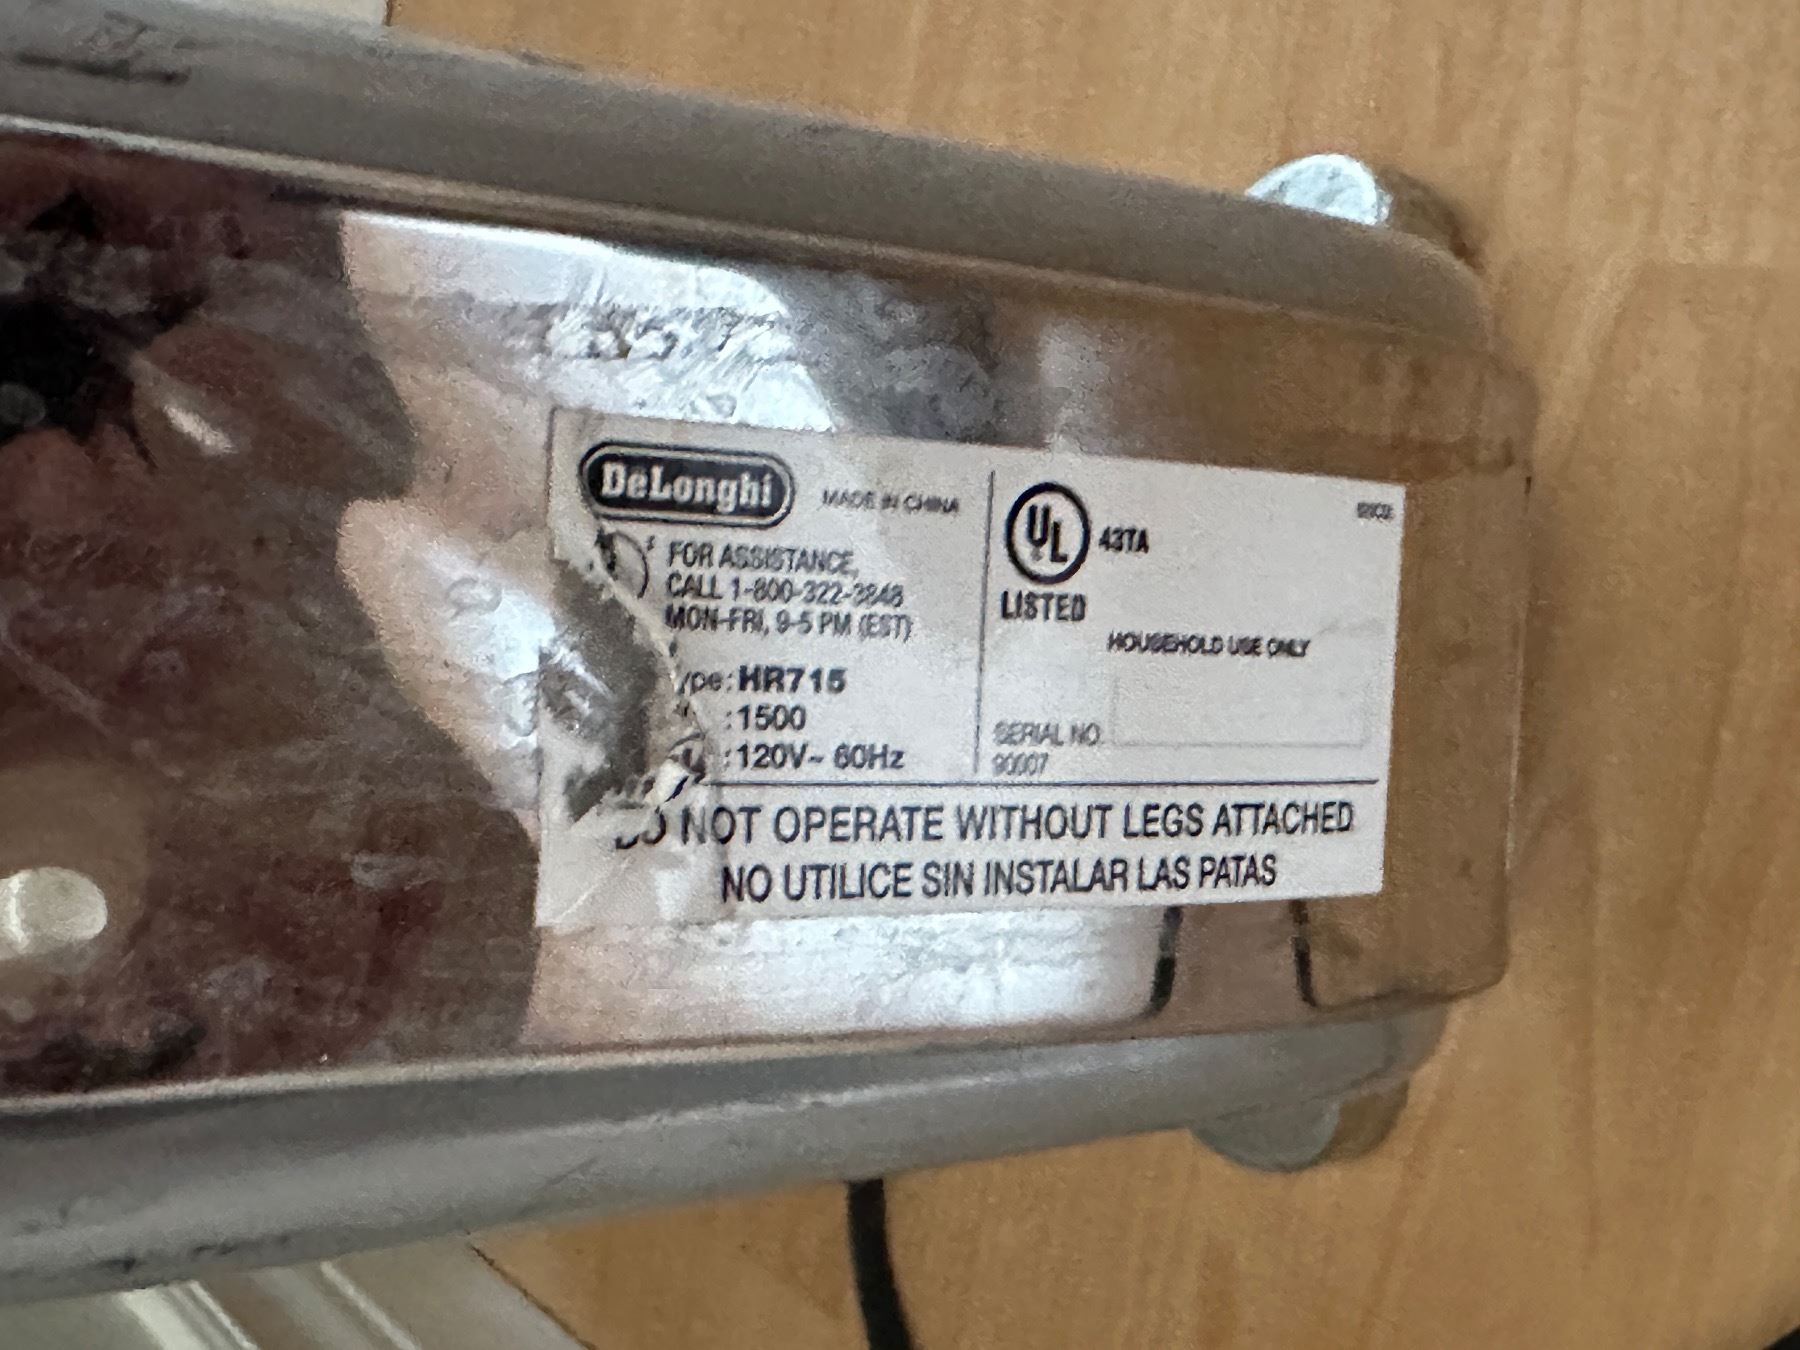 DeLonghi
MADE IN CHINA
FOR ASSISTANCE,
CALL 1-800-322-3848
MON-FRI, 9-5 PM (EST)
ype: HR715
: 1500
: 120V~ 60Hz
UL
43TA
LISTED
HOUSEHOLD USE ONLY
SERIAL NO
90007
DO NOT OPERATE WITHOUT LEGS ATTACHED
NO UTILICE SIN INSTALAR LAS PATAS